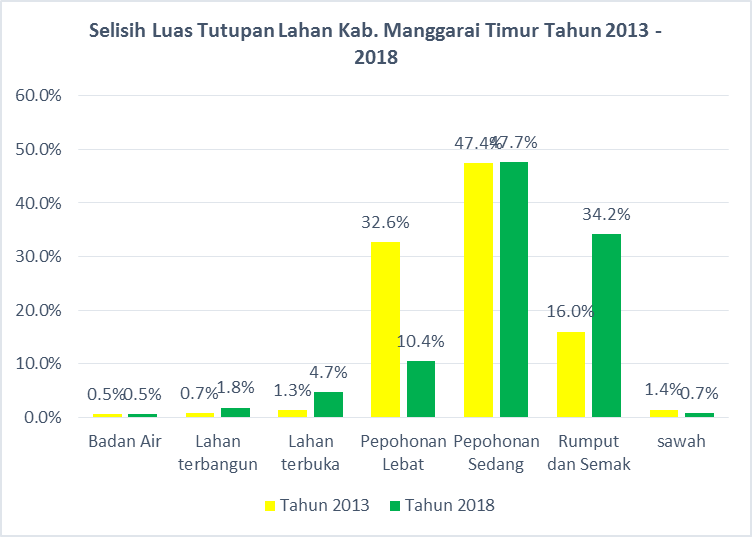 Selisih Luas Tutupan Lahan Kab. Manggarai Timur Tahun 2013 -
2018
60.0%
50.0%
40.0%
30.0%
20.0%
10.0%
0.0%
0.5% 0.5%
0.7% 1.8%
1.3% 4.7%
32.6% 10.4%
47.4% 47.7%
16.0% 34.2%
1.4% 0.7%
Badan Air
Lahan
terbangun
Lahan
terbuka
Pepohonan
Lebat
Pepohonan
Sedang
Rumput
dan Semak
sawah
Tahun 2013 Tahun 2018